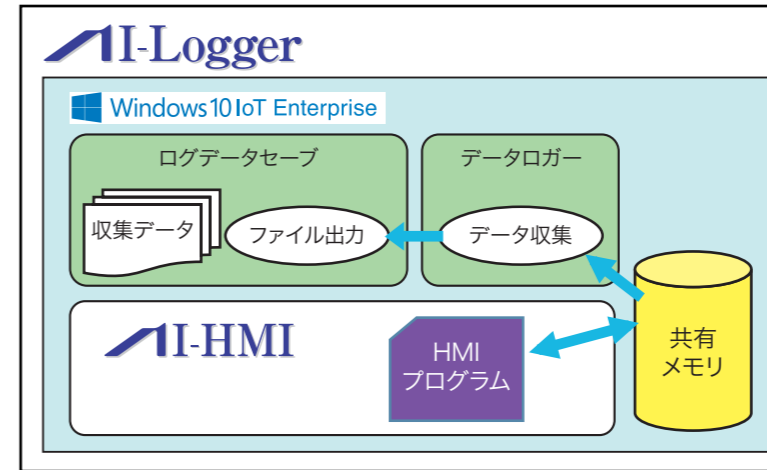 AI-Logger
Windows10 IoT Enterprise
ログデータセーブ
データロガー
収集データ
ファイル出力
データ収集
AI-HMI
HMI
プログラム
共有
メモリ